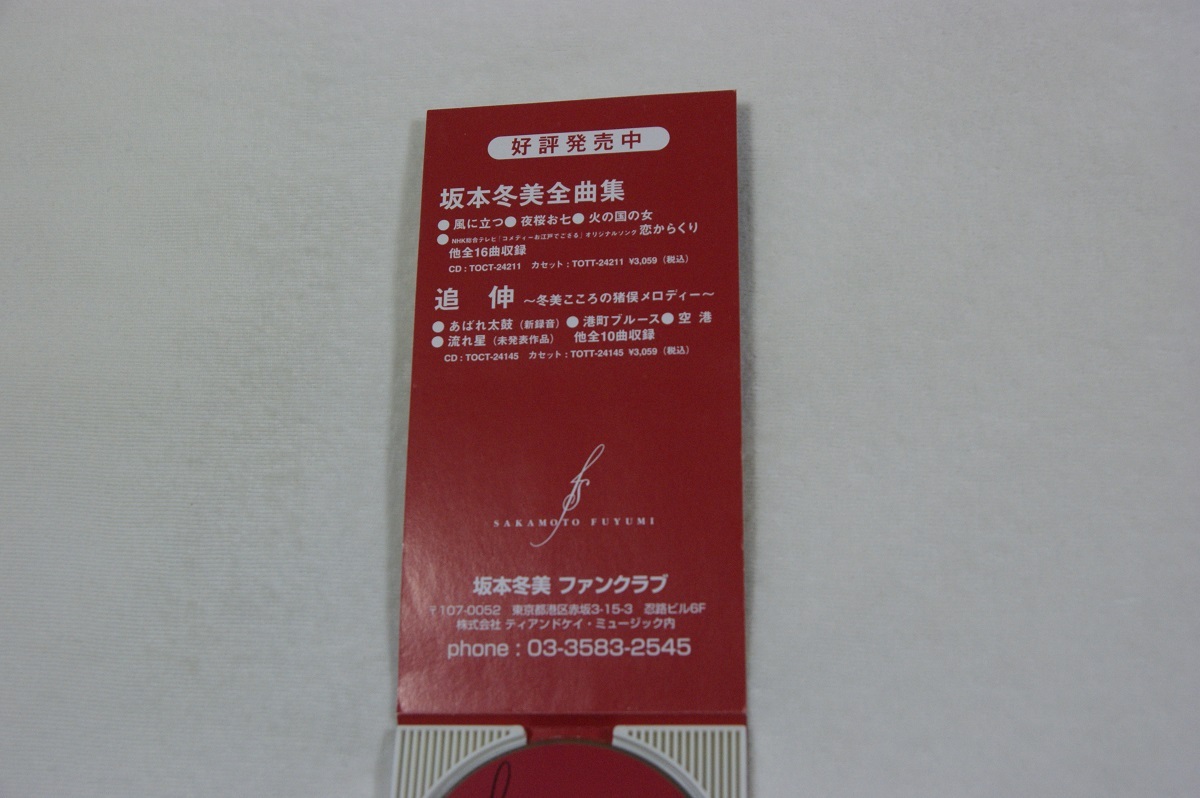 好評発売中
坂本冬美全曲集
●風に立つ●夜桜お七●火の国の女
●NHK総合テレビ「コメディーお江戸でござる」オリジナルソング 恋からくり
他全16曲収録
CD : TOCT-24211 カセット : TOTT-24211 ¥3,059（税込）
追 伸 〜冬美こころの猪俣メロディー〜
●あばれ太鼓（新録音）●港町ブルース●空 港
●流れ星（未発表作品） 他全10曲収録
CD : TOCT-24145 カセット : TOTT-24145 ¥3,059（税込）
SAKAMOTO FUYUMI
坂本冬美 ファンクラブ
〒107-0052 東京都港区赤坂3-15-3 忍路ビル6F
株式会社 ティアンドケイ・ミュージック内
phone : 03-3583-2545